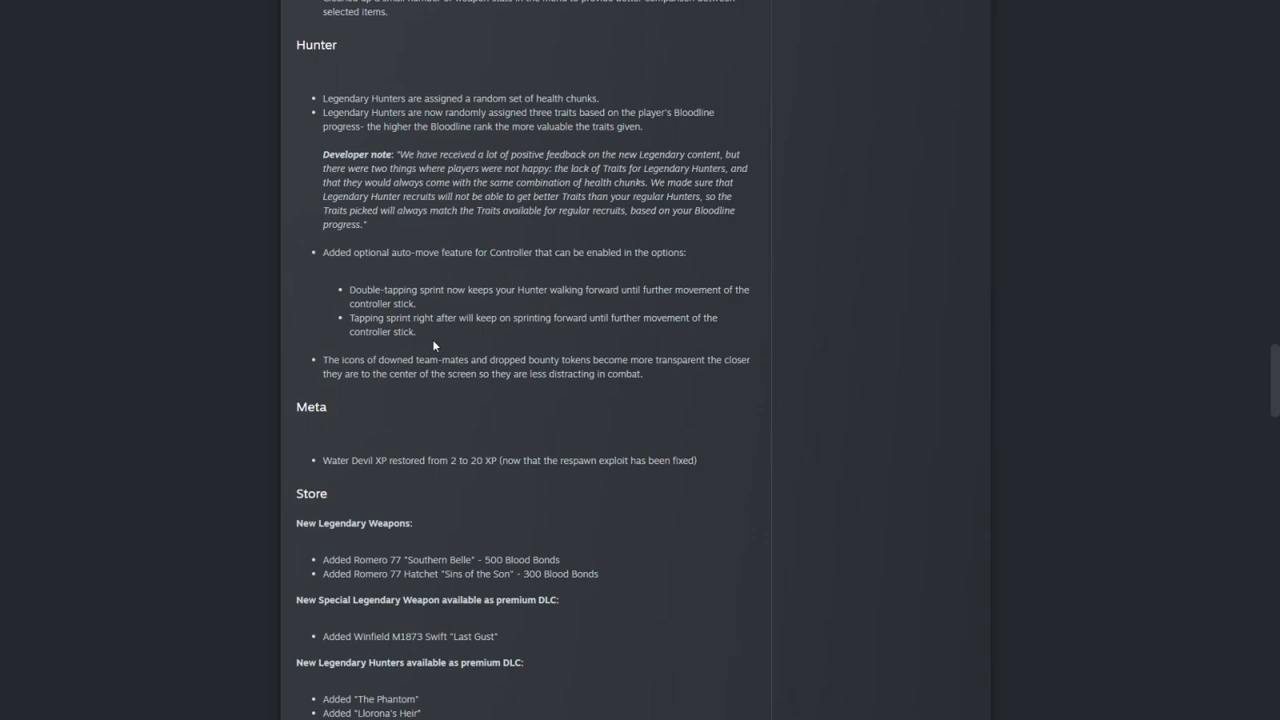 selected items.
Hunter
• Legendary Hunters are assigned a random set of health chunks.
• Legendary Hunters are now randomly assigned three traits based on the player's Bloodline
progress- the higher the Bloodline rank the more valuable the traits given.
Developer note: "We have received a lot of positive feedback on the new Legendary content, but
there were two things where players were not happy: the lack of Traits for Legendary Hunters, and
that they would always come with the same combination of health chunks. We made sure that
Legendary Hunter recruits will not be able to get better Traits than your regular Hunters, so the
Traits picked will always match the Traits available for regular recruits, based on your Bloodline
progress."
• Added optional auto-move feature for Controller that can be enabled in the options:
• Double-tapping sprint now keeps your Hunter walking forward until further movement of the
controller stick.
• Tapping sprint right after will keep on sprinting forward until further movement of the
controller stick.
• The icons of downed team-mates and dropped bounty tokens become more transparent the closer
they are to the center of the screen so they are less distracting in combat.
Meta
• Water Devil XP restored from 2 to 20 XP (now that the respawn exploit has been fixed)
Store
New Legendary Weapons:
• Added Romero 77 "Southern Belle" - 500 Blood Bonds
• Added Romero 77 Hatchet "Sins of the Son" - 300 Blood Bonds
New Special Legendary Weapon available as premium DLC:
• Added Winfield M1873 Swift "Last Gust"
New Legendary Hunters available as premium DLC:
• Added "The Phantom"
• Added "Llorona's Heir"